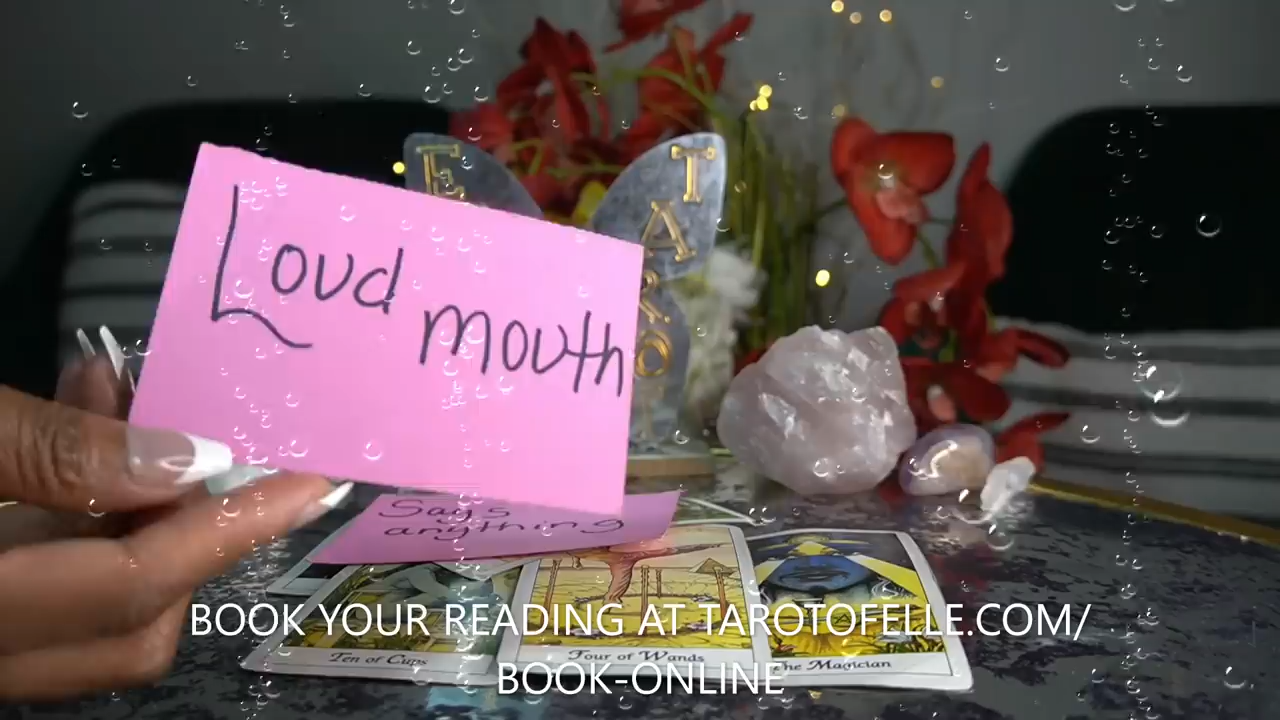 E
T
A
R
O
Loud mouth
Says
anything
Ten of Cups
Four of Wands
The Magician
BOOK YOUR READING AT TAROTOFELLE.COM/
BOOK-ONLINE